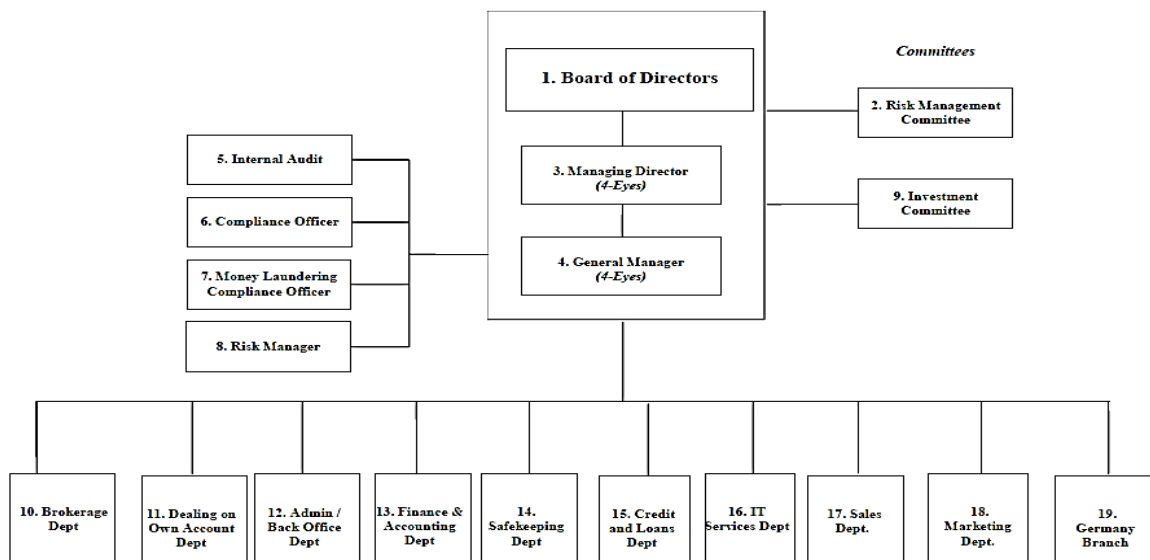 Committees
1. Board of Directors
2. Risk Management
Committee
5. Internal Audit
3. Managing Director
(4-Eyes)
9. Investment
Committee
6. Compliance Officer
4. General Manager
(4-Eyes)
7. Money Laundering
Compliance Officer
8. Risk Manager
10. Brokerage
Dept
11. Dealing on
Own Account
Dept
12. Admin /
Back Office
Dept
13. Finance &
Accounting
Dept
14.
Safekeeping
Dept
15. Credit
and Loans
Dept
16. IT
Services Dept
17. Sales
Dept.
18.
Marketing
Dept.
19.
Germany
Branch